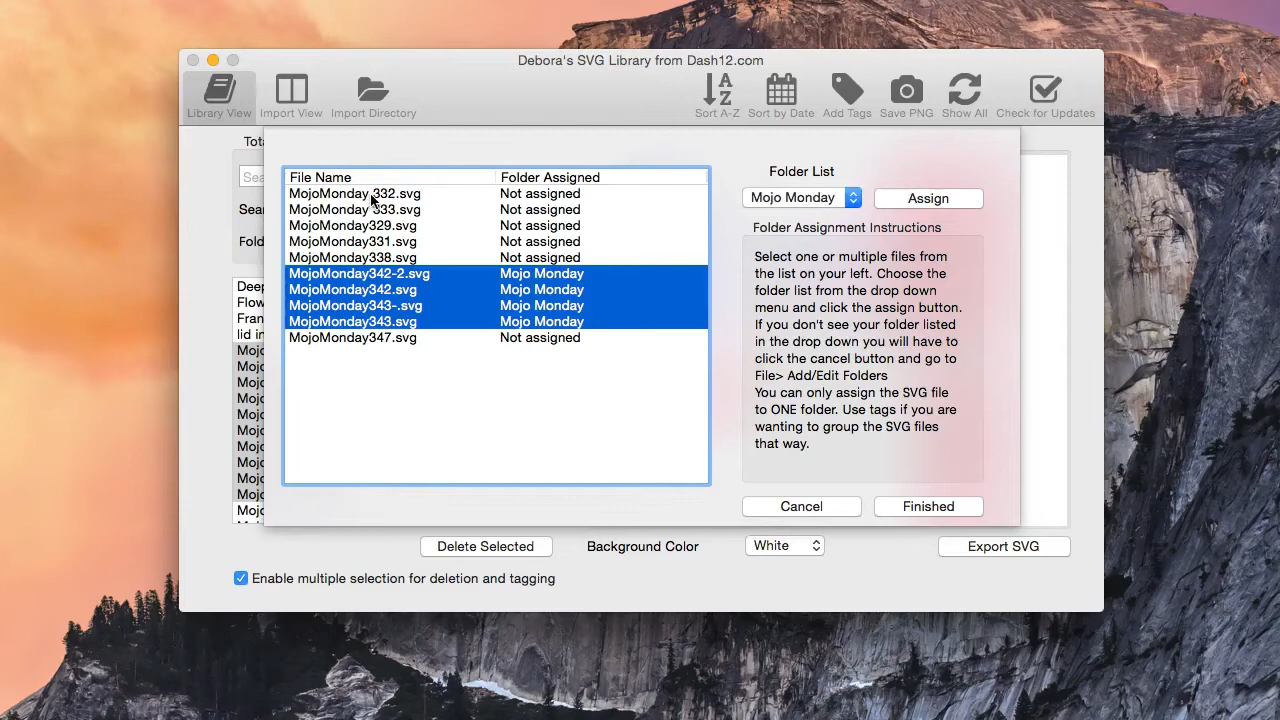 Debora's SVG Library from Dash12.com
Library View
Import View
Import Directory
Sort A-Z
Sort by Date
Add Tags
Save PNG
Show All
Check for Updates
File Name Folder Assigned
MojoMonday 332.svg Not assigned
MojoMonday 333.svg Not assigned
MojoMonday329.svg Not assigned
MojoMonday331.svg Not assigned
MojoMonday338.svg Not assigned
MojoMonday342-2.svg Mojo Monday
MojoMonday342.svg Mojo Monday
MojoMonday343-.svg Mojo Monday
MojoMonday343.svg Mojo Monday
MojoMonday347.svg Not assigned
Folder List
Mojo Monday
Assign
Folder Assignment Instructions
Select one or multiple files from
the list on your left. Choose the
folder list from the drop down
menu and click the assign button.
If you don't see your folder listed
in the drop down you will have to
click the cancel button and go to
File> Add/Edit Folders
You can only assign the SVG file
to ONE folder. Use tags if you are
wanting to group the SVG files
that way.
Cancel
Finished
Delete Selected
Background Color
White
Export SVG
Enable multiple selection for deletion and tagging